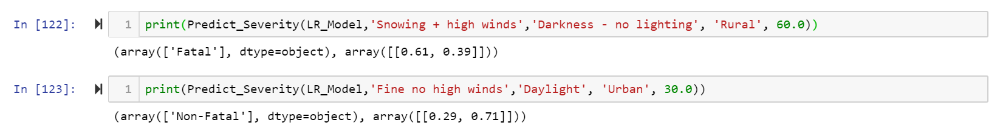 In [122]: 1 print(Predict_Severity(LR_Model,'Snowing + high winds','Darkness - no lighting', 'Rural', 60.0))
(array(['Fatal'], dtype=object), array([[0.61, 0.39]]))
In [123]: 1 print(Predict_Severity(LR_Model,'Fine no high winds','Daylight', 'Urban', 30.0))
(array(['Non-Fatal'], dtype=object), array([[0.29, 0.71]]))